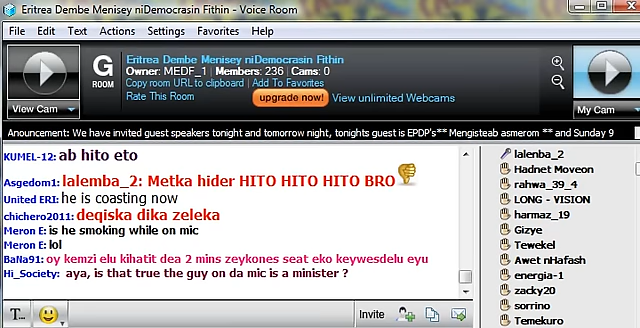 Eritrea Dembe Menisey niDemocrasin Fithin - Voice Room
File Edit Text Actions Settings Favorites Help
G
ROOM
Eritrea Dembe Menisey niDemocrasin Fithin
Owner: MEDF_1 | Members: 236 | Cams: 0
Copy room URL to clipboard | Add To Favorites
Rate This Room
upgrade now!
View unlimited Webcams
View Cam
My Cam
Anouncement: We have invited guest speakers tonight and tomorrow night, tonights guest is EPDP's** Mengisteab asmerom ** and Sunday 9
KUMEL-12: ab hito eto
Asgedom1: lalemba_2: Metka hider HITO HITO HITO BRO
United ERI: he is coasting now
chichero2011: deqiska dika zeleka
Meron E: is he smoking while on mic
Meron E: lol
BaNa91: oy kemzi elu kihatit dea 2 mins zeykones seat eko keywesdelu eyu
Hi_Society: aya, is that true the guy on da mic is a minister ?
lalenba_2
Hadnet Moveon
rahwa_39_4
LONG - VISION
harmaz_19
Gizye
Tewekel
Awet nHafash
energia-1
zacky20
sorrino
Temekuro
T...
Invite